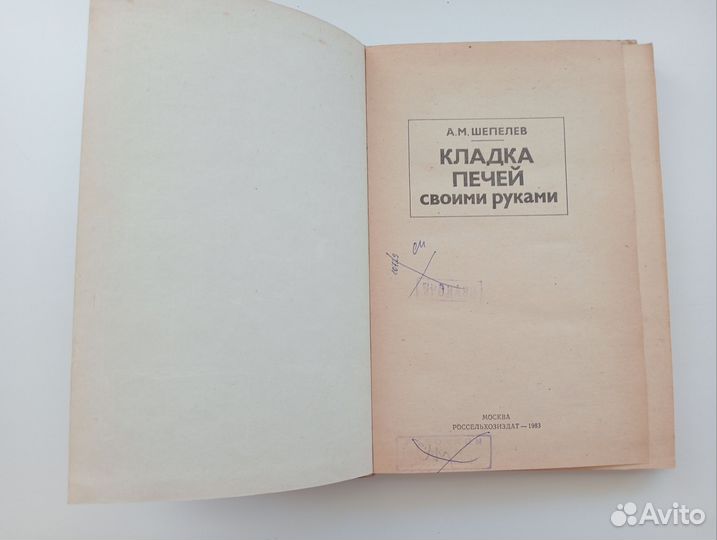 А.М. ШЕПЕЛЕВ
КЛАДКА
ПЕЧЕЙ
своими руками
МОСКВА
РОССЕЛЬХОЗИЗДАТ — 1983
Avito